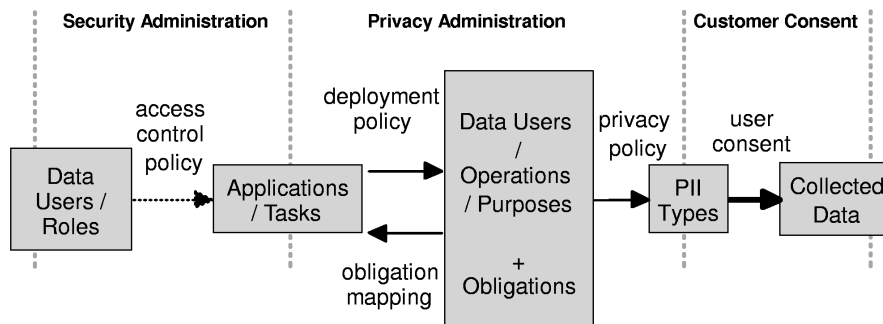 Security Administration
Privacy Administration
Customer Consent
access
control
policy
deployment
policy
privacy
policy
user
consent
Data
Users /
Roles
Applications
/ Tasks
Data Users
/
Operations
/ Purposes
+
Obligations
PII
Types
Collected
Data
obligation
mapping